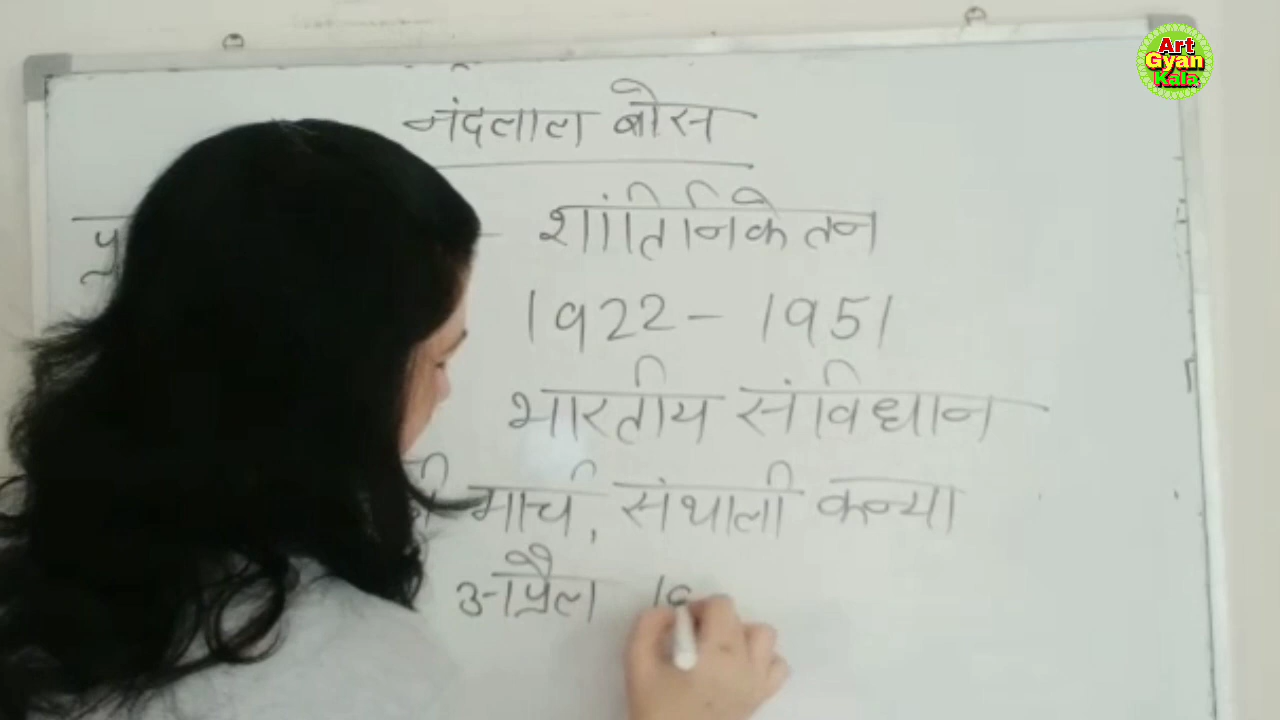 Art
Gyan
Kala
नंदलाल बोस
शांतिनिकेतन
1922 - 1951
भारतीय संविधान
मार्च, संथाली कन्या
अप्रैल